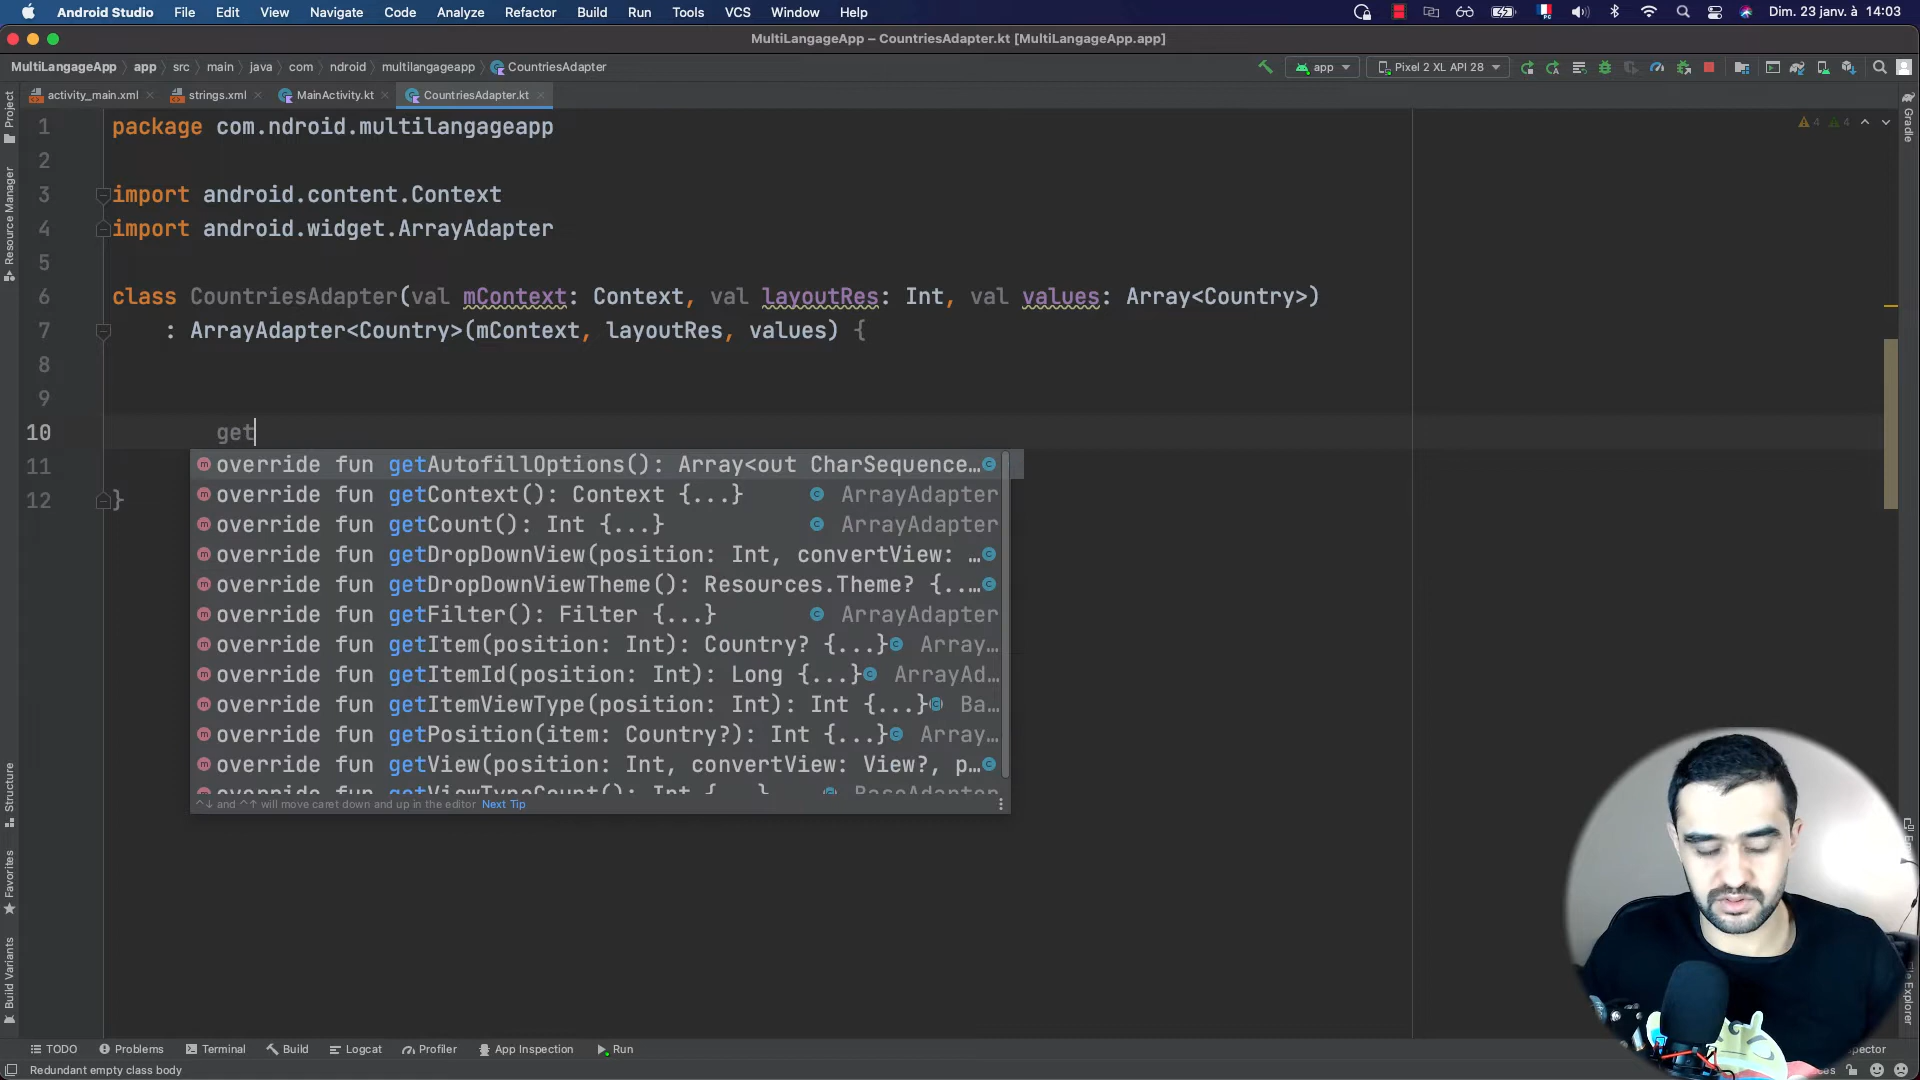 Android Studio File Edit View Navigate Code Analyze Refactor Build Run Tools VCS Window Help Dim. 23 janv. à 14:03
MultiLangageApp – CountriesAdapter.kt [MultiLangageApp.app]
MultiLangageApp app src main java com ndroid multilangageapp CountriesAdapter app Pixel 2 XL API 28
activity_main.xml strings.xml MainActivity.kt CountriesAdapter.kt
Project
Resource Manager
Structure
Favorites
Build Variants
Gradle
4 4
1 package com.ndroid.multilangageapp
2
3 import android.content.Context
4 import android.widget.ArrayAdapter
5
6 class CountriesAdapter(val mContext: Context, val layoutRes: Int, val values: Array<Country>)
7 : ArrayAdapter<Country>(mContext, layoutRes, values) {
8
9
10 get
11
12 }
override fun getAutofillOptions(): Array<out CharSequence…
override fun getContext(): Context {...} ArrayAdapter
override fun getCount(): Int {...} ArrayAdapter
override fun getDropDownView(position: Int, convertView: …
override fun getDropDownViewTheme(): Resources.Theme? {..…
override fun getFilter(): Filter {...} ArrayAdapter
override fun getItem(position: Int): Country? {...} Array…
override fun getItemId(position: Int): Long {...} ArrayAd…
override fun getItemViewType(position: Int): Int {...} Ba…
override fun getPosition(item: Country?): Int {...} Array…
override fun getView(position: Int, convertView: View?, p…
override fun getViewTypeCount(): Int {...} BaseAdapter
^↓ and ^↑ will move caret down and up in the editor Next Tip
TODO Problems Terminal Build Logcat Profiler App Inspection Run
Redundant empty class body